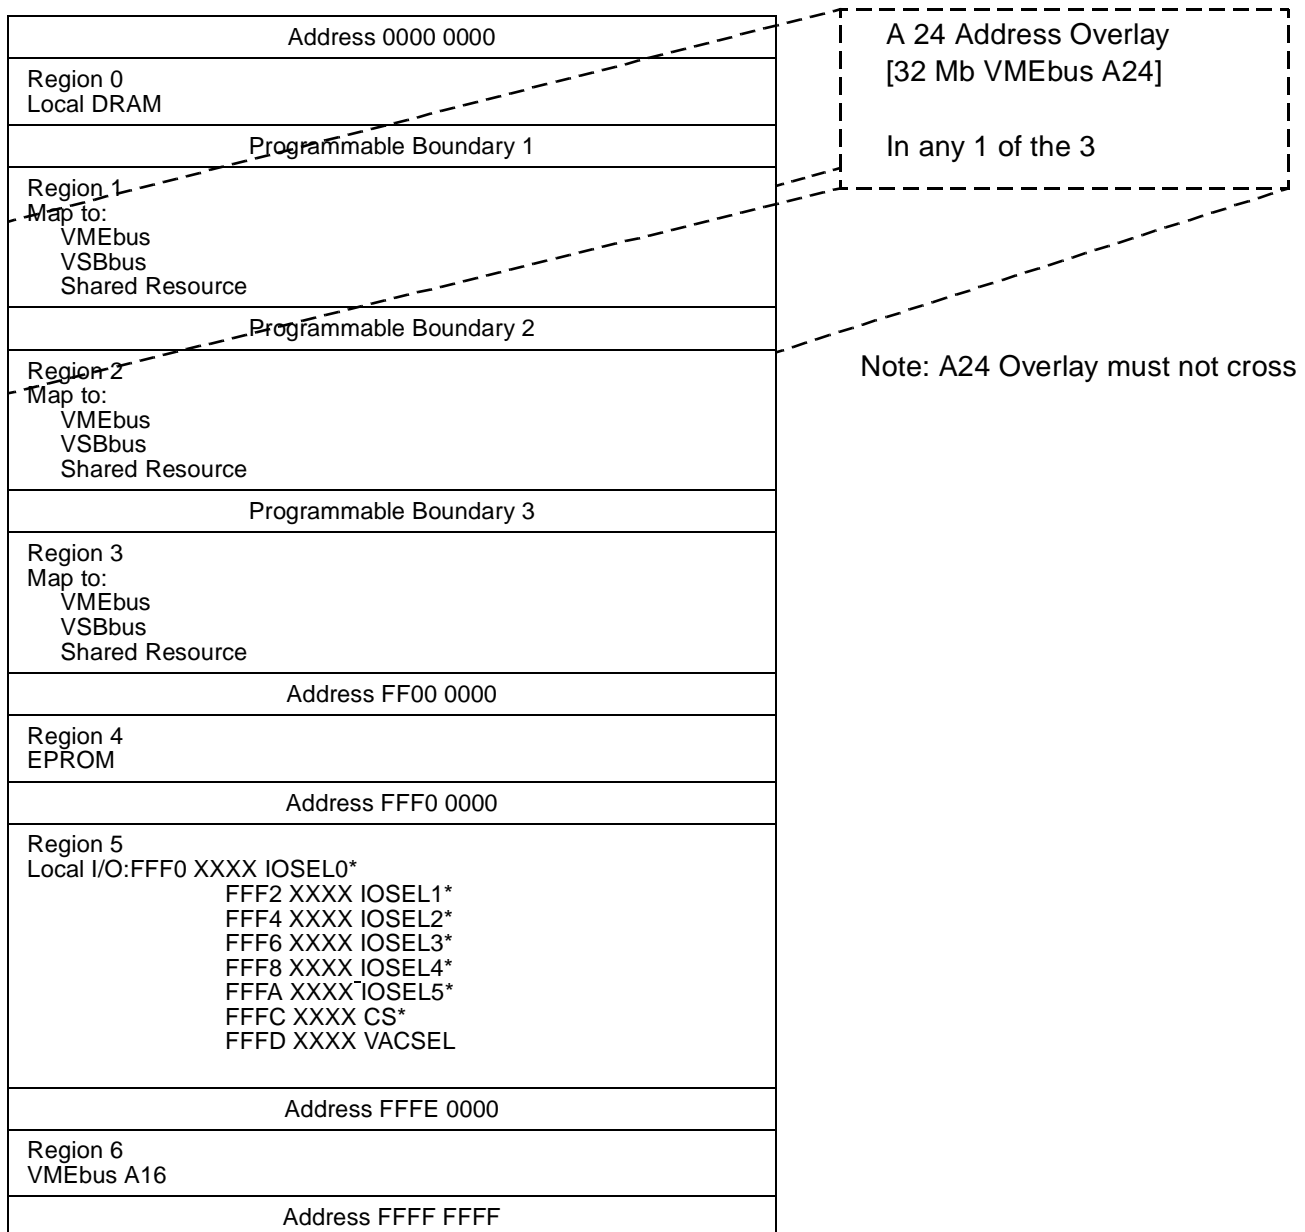 Address 0000 0000
Region 0
Local DRAM
Programmable Boundary 1
Region 1
Map to:
VMEbus
VSBbus
Shared Resource
Programmable Boundary 2
Region 2
Map to:
VMEbus
VSBbus
Shared Resource
Programmable Boundary 3
Region 3
Map to:
VMEbus
VSBbus
Shared Resource
Address FF00 0000
Region 4
EPROM
Address FFF0 0000
Region 5
Local I/O:FFF0 XXXX IOSEL0*
FFF2 XXXX IOSEL1*
FFF4 XXXX IOSEL2*
FFF6 XXXX IOSEL3*
FFF8 XXXX IOSEL4*
FFFA XXXX IOSEL5*
FFFC XXXX CS*
FFFD XXXX VACSEL
Address FFFE 0000
Region 6
VMEbus A16
Address FFFF FFFF
A 24 Address Overlay
[32 Mb VMEbus A24]
In any 1 of the 3
Note: A24 Overlay must not cross